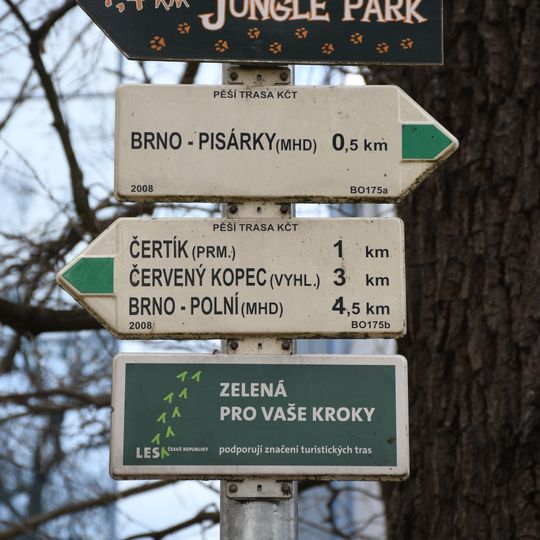 KM JUNGLE PARK
PĚŠÍ TRASA KČT
BRNO - PISÁRKY(MHD) 0,5 km
2008 BO175a
PĚŠÍ TRASA KČT
ČERTÍK(PRM.) 1 km
ČERVENÝ KOPEC(VYHL.) 3 km
BRNO - POLNÍ(MHD) 4,5 km
2008 BO175b
ZELENÁ
PRO VAŠE KROKY
LESY ČESKÉ REPUBLIKY podporují značení turistických tras